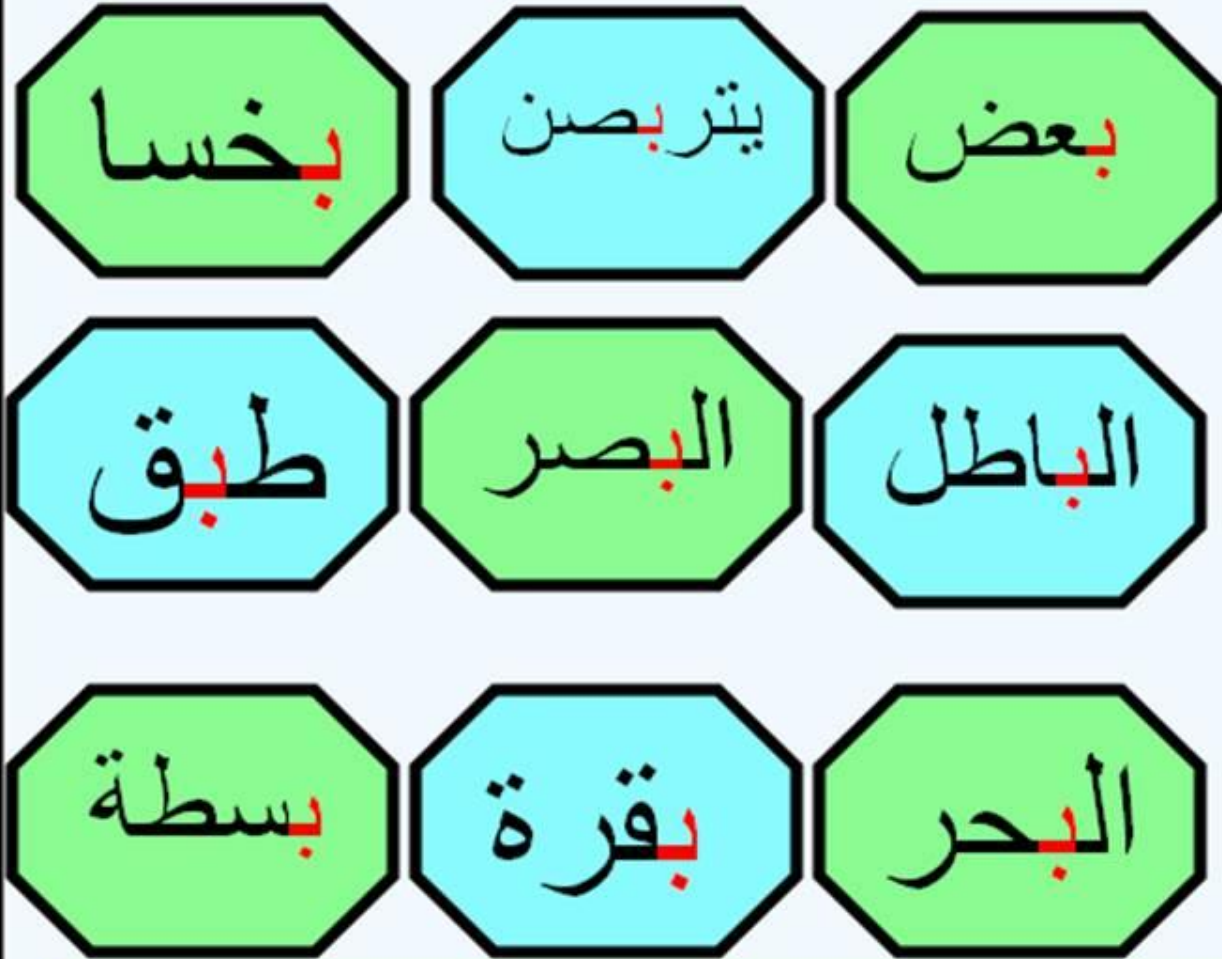 بعض
يتربصن
بخسا
الباطل
البصر
طبق
البحر
بقرة
بسطة